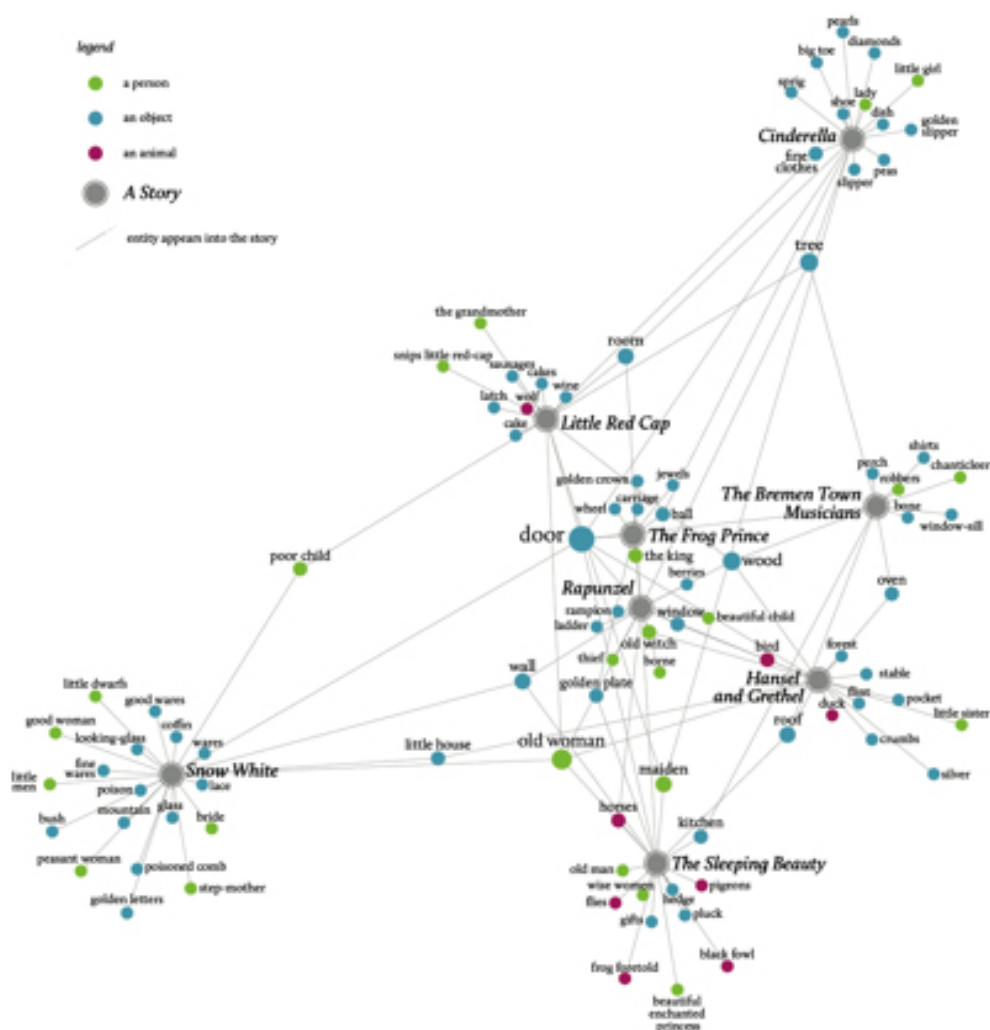 legend
a person
an object
an animal
A Story
entity appears into the story
pearls
diamonds
big toe
little girl
sprig
lady
shoe
dish
golden
slipper
Cinderella
fine
clothes
peas
slipper
tree
the grandmother
room
snips little red-cap
sausages
cakes
wine
latch
wolf
cake
Little Red Cap
shirts
perch
chanticleer
robbers
golden crown
jewels
The Bremen Town
Musicians
bone
window-sill
wheel
carriage
ball
door
The Frog Prince
the king
wood
poor child
berries
oven
Rapunzel
rampion
window
beautiful child
ladder
old witch
bird
forest
thief
borne
wall
Hansel
and Grethel
stable
golden plate
flint
pocket
duck
little sister
little dwarfs
good wares
roof
crumbs
good woman
coffin
looking-glass
wares
little house
old woman
fine
wares
Snow White
maiden
silver
little
men
poison
lace
horses
mountain
glass
bride
kitchen
bush
peasant woman
poisoned comb
old man
The Sleeping Beauty
step-mother
wise women
pigeons
golden letters
flies
hedge
gifts
pluck
black fowl
frog foretold
beautiful
enchanted
princess